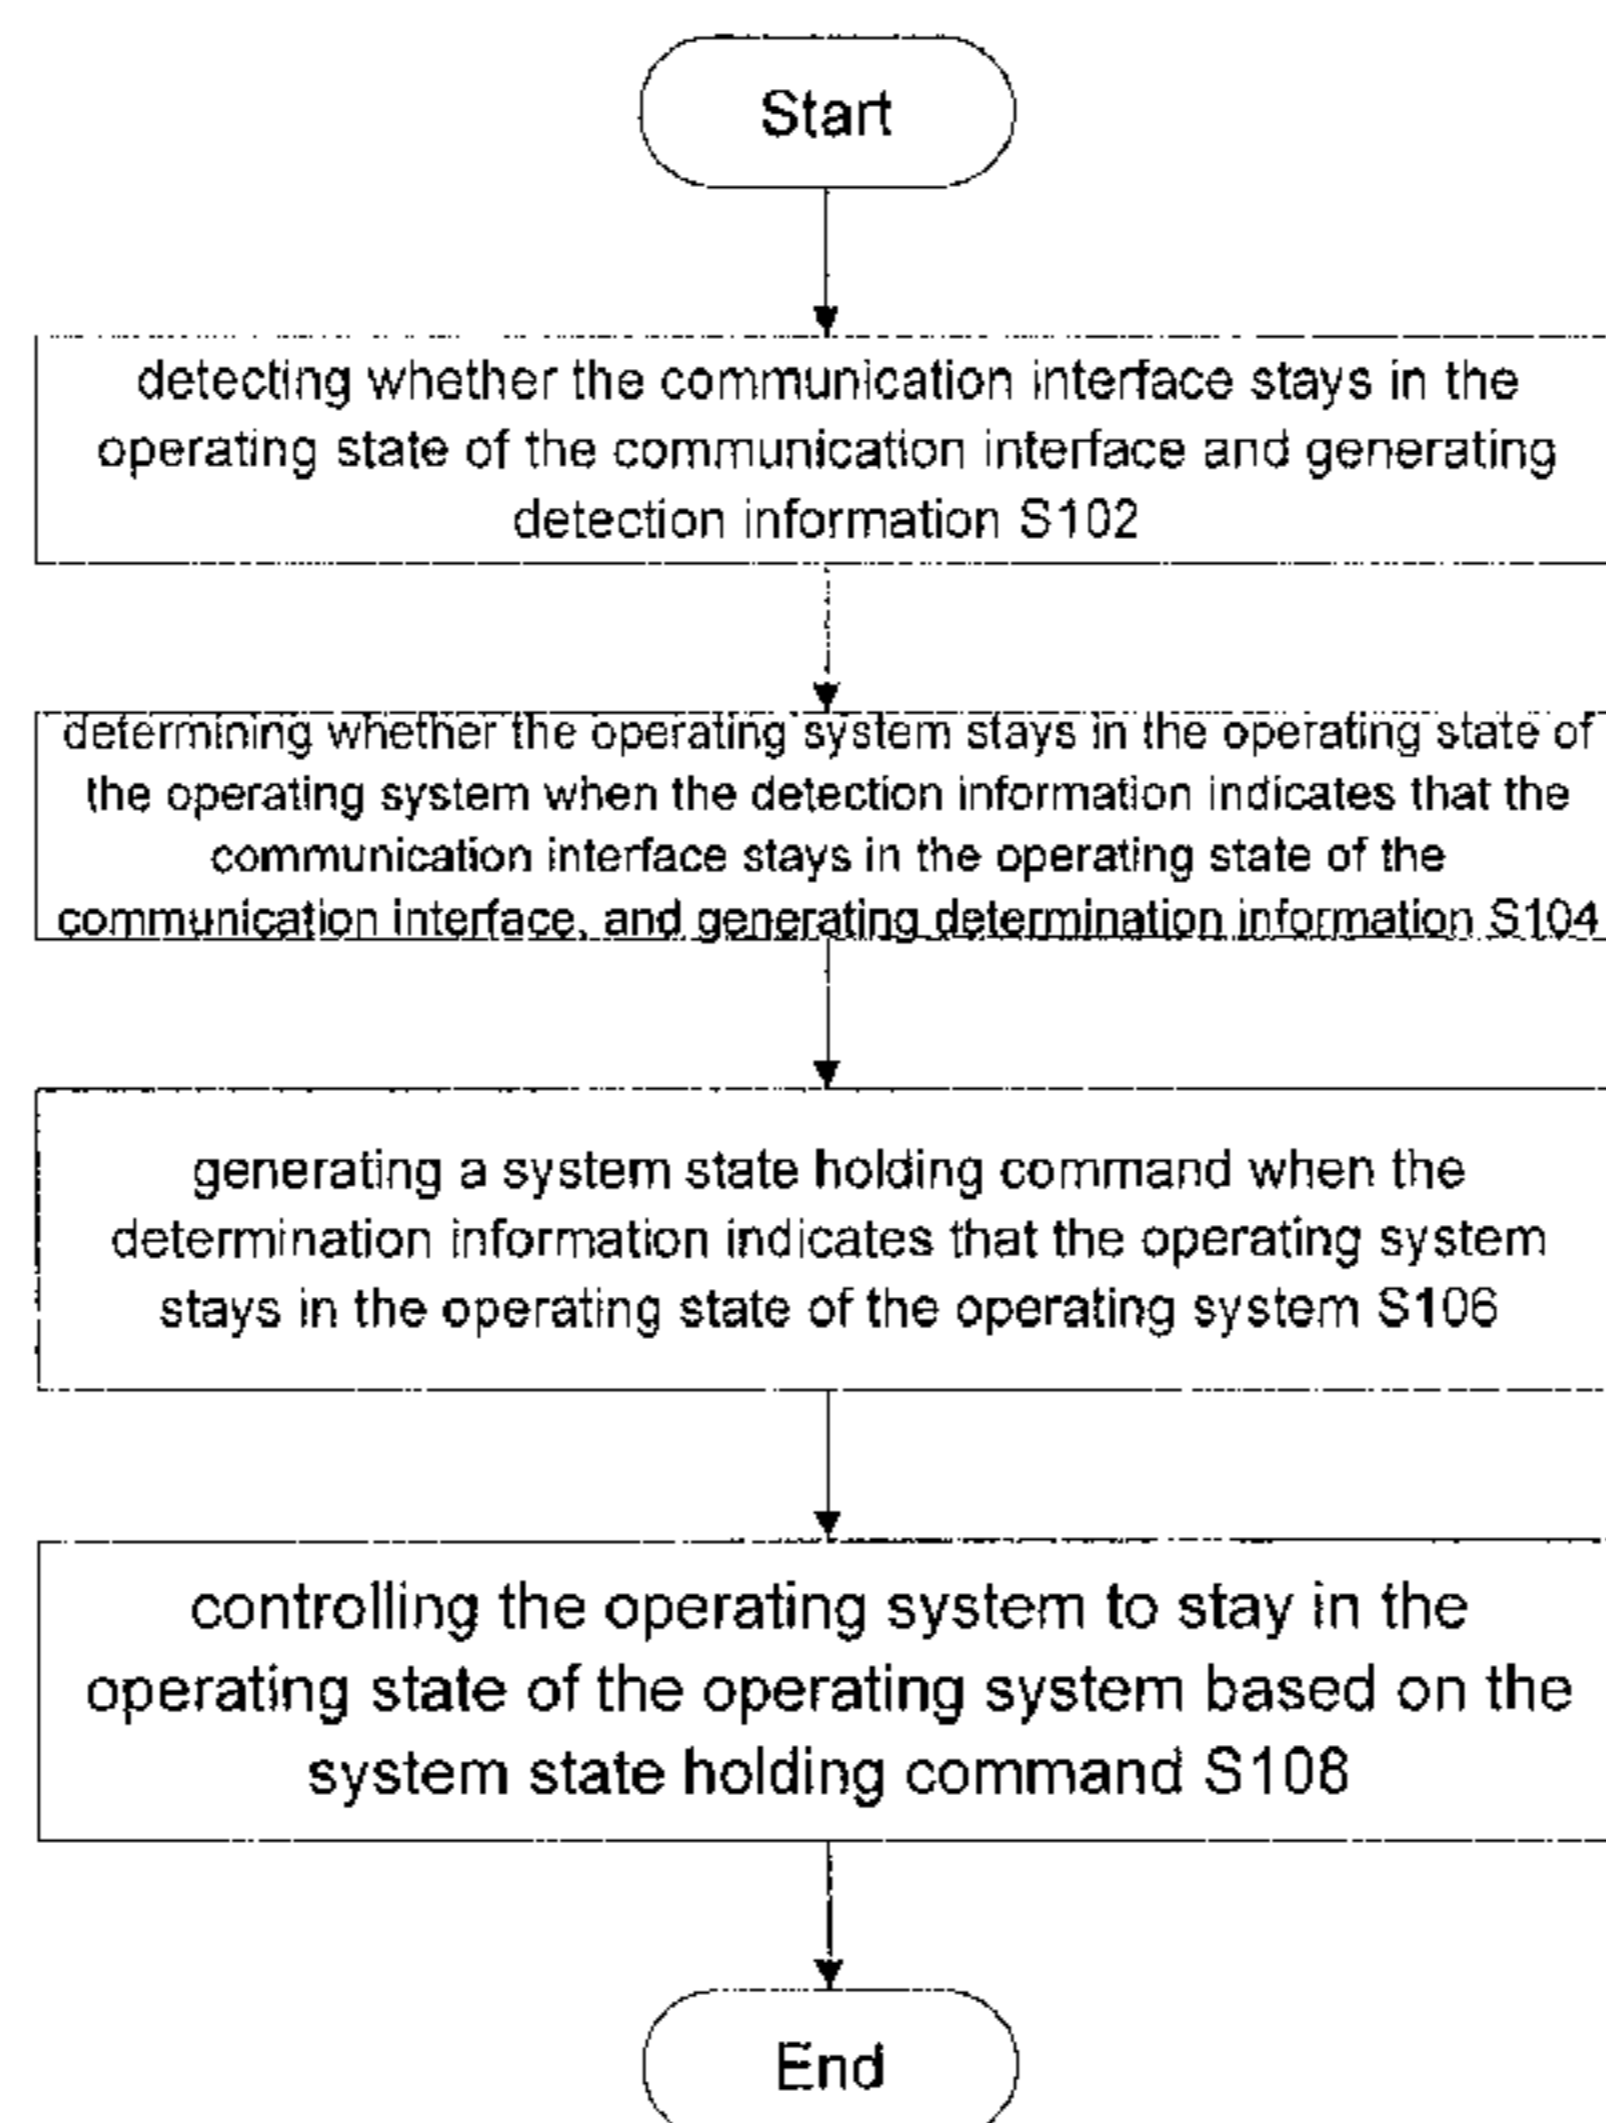 Start
detecting whether the communication interface stays in the
operating state of the communication interface and generating
detection information S102
determining whether the operating system stays in the operating state of
the operating system when the detection information indicates that the
communication interface stays in the operating state of the
communication interface, and generating determination information S104
generating a system state holding command when the
determination information indicates that the operating system
stays in the operating state of the operating system S106
controlling the operating system to stay in the
operating state of the operating system based on the
system state holding command S108
End